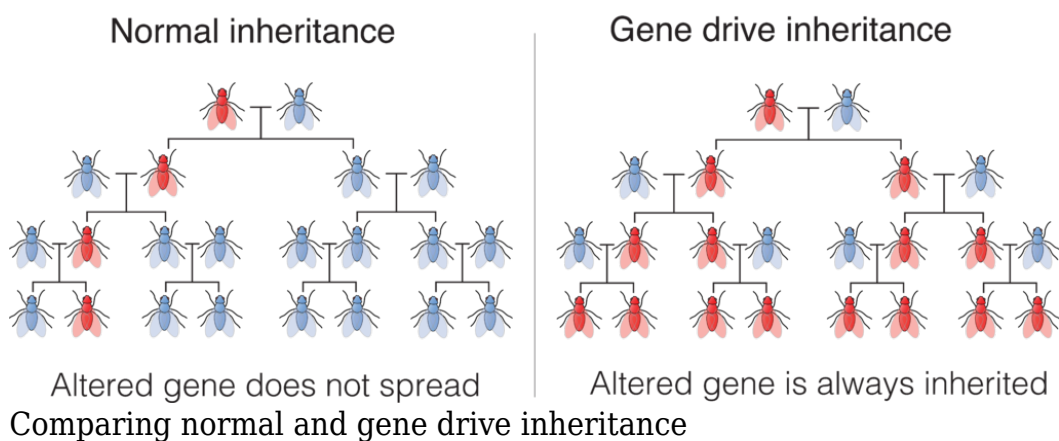 Normal inheritance
Gene drive inheritance
Altered gene does not spread
Altered gene is always inherited
Comparing normal and gene drive inheritance